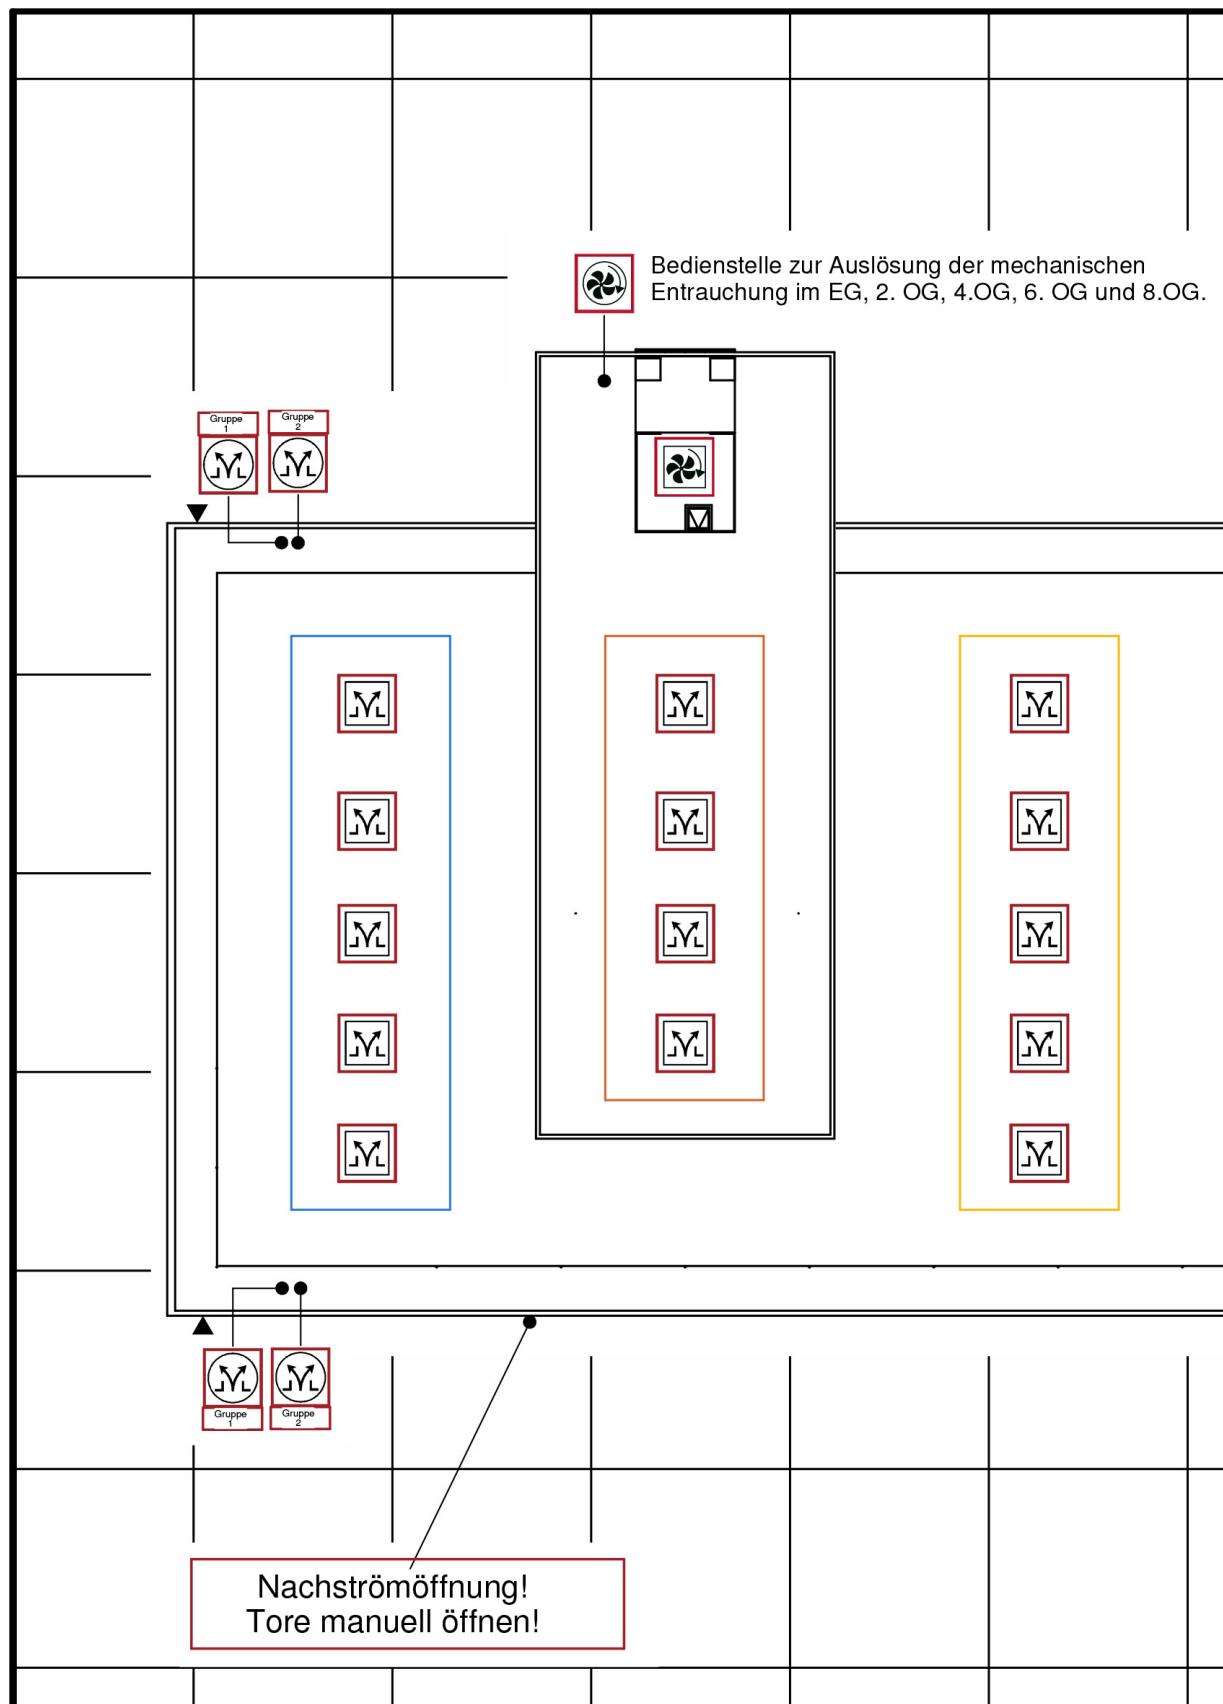 Bedienstelle zur Auslösung der mechanischen
Entrauchung im EG, 2. OG, 4.OG, 6. OG und 8.OG.
Gruppe
1
Gruppe
2
Gruppe
1
Gruppe
2
Nachströmöffnung!
Tore manuell öffnen!